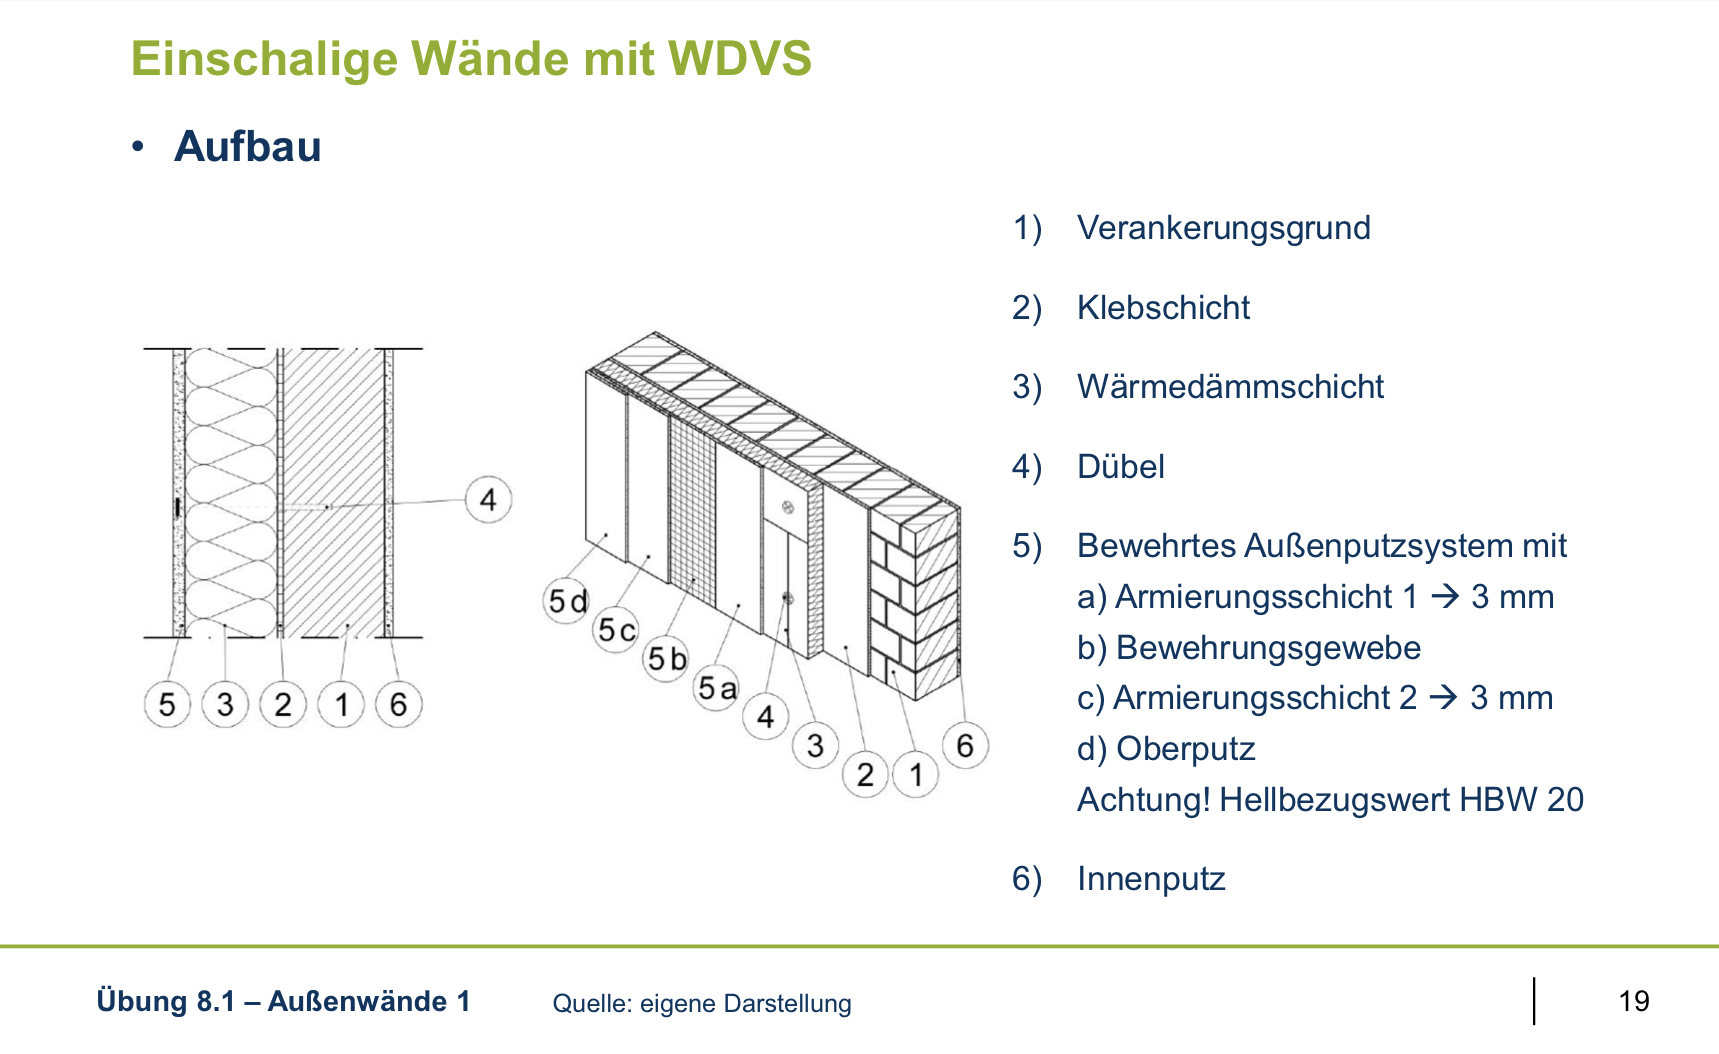 Einschalige Wände mit WDVS
• Aufbau
1) Verankerungsgrund
2) Klebschicht
3) Wärmedämmschicht
4) Dübel
5) Bewehrtes Außenputzsystem mit
a) Armierungsschicht 1 → 3 mm
b) Bewehrungsgewebe
c) Armierungsschicht 2 → 3 mm
d) Oberputz
Achtung! Hellbezugswert HBW 20
6) Innenputz
4
5 3 2 1 6
5d
5c
5b
5a
4
3
2
1
6
Übung 8.1 – Außenwände 1
Quelle: eigene Darstellung
19